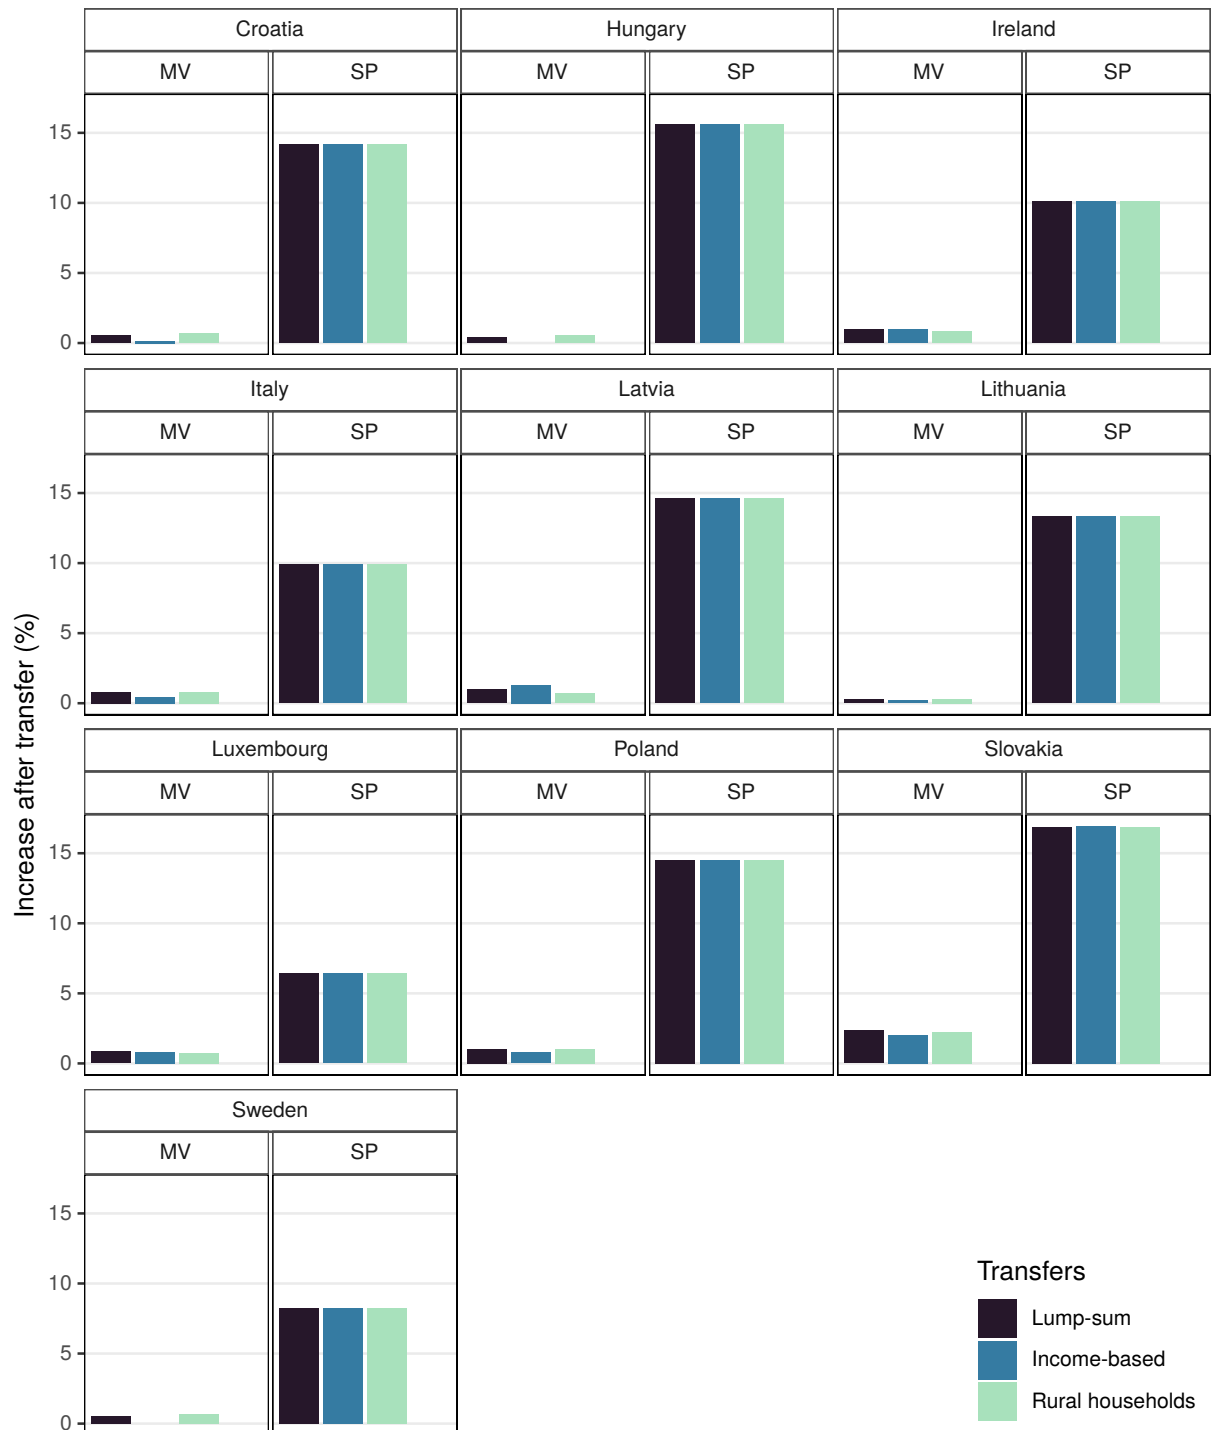 Croatia Hungary Ireland
MV SP MV SP MV SP
15
10
5
0
Italy Latvia Lithuania
MV SP MV SP MV SP
15
10
5
0
Increase after transfer (%)
Luxembourg Poland Slovakia
MV SP MV SP MV SP
15
10
5
0
Sweden
MV SP
15
10
5
0
Transfers
Lump-sum
Income-based
Rural households